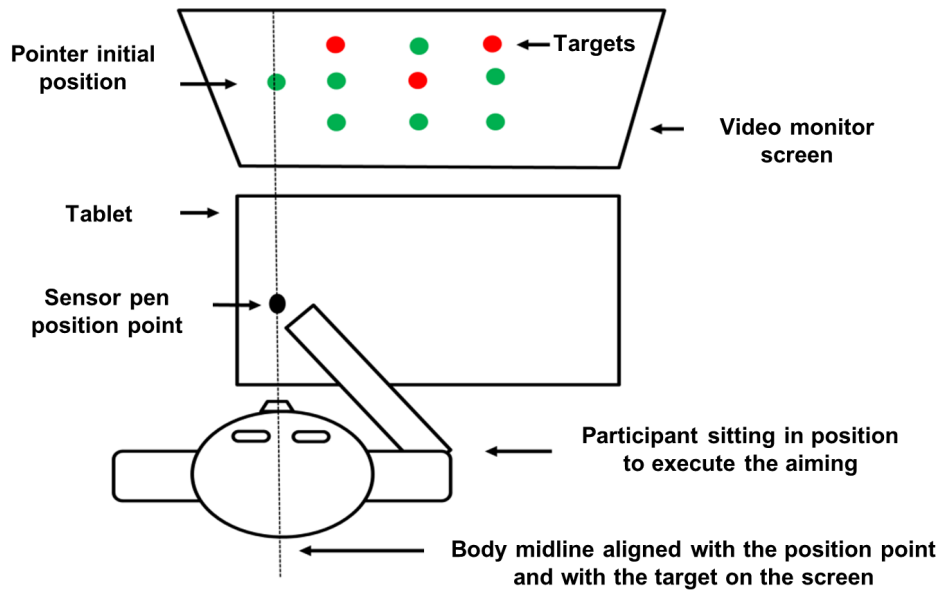 Pointer initial
position
Targets
Video monitor
screen
Tablet
Sensor pen
position point
Participant sitting in position
to execute the aiming
Body midline aligned with the position point
and with the target on the screen